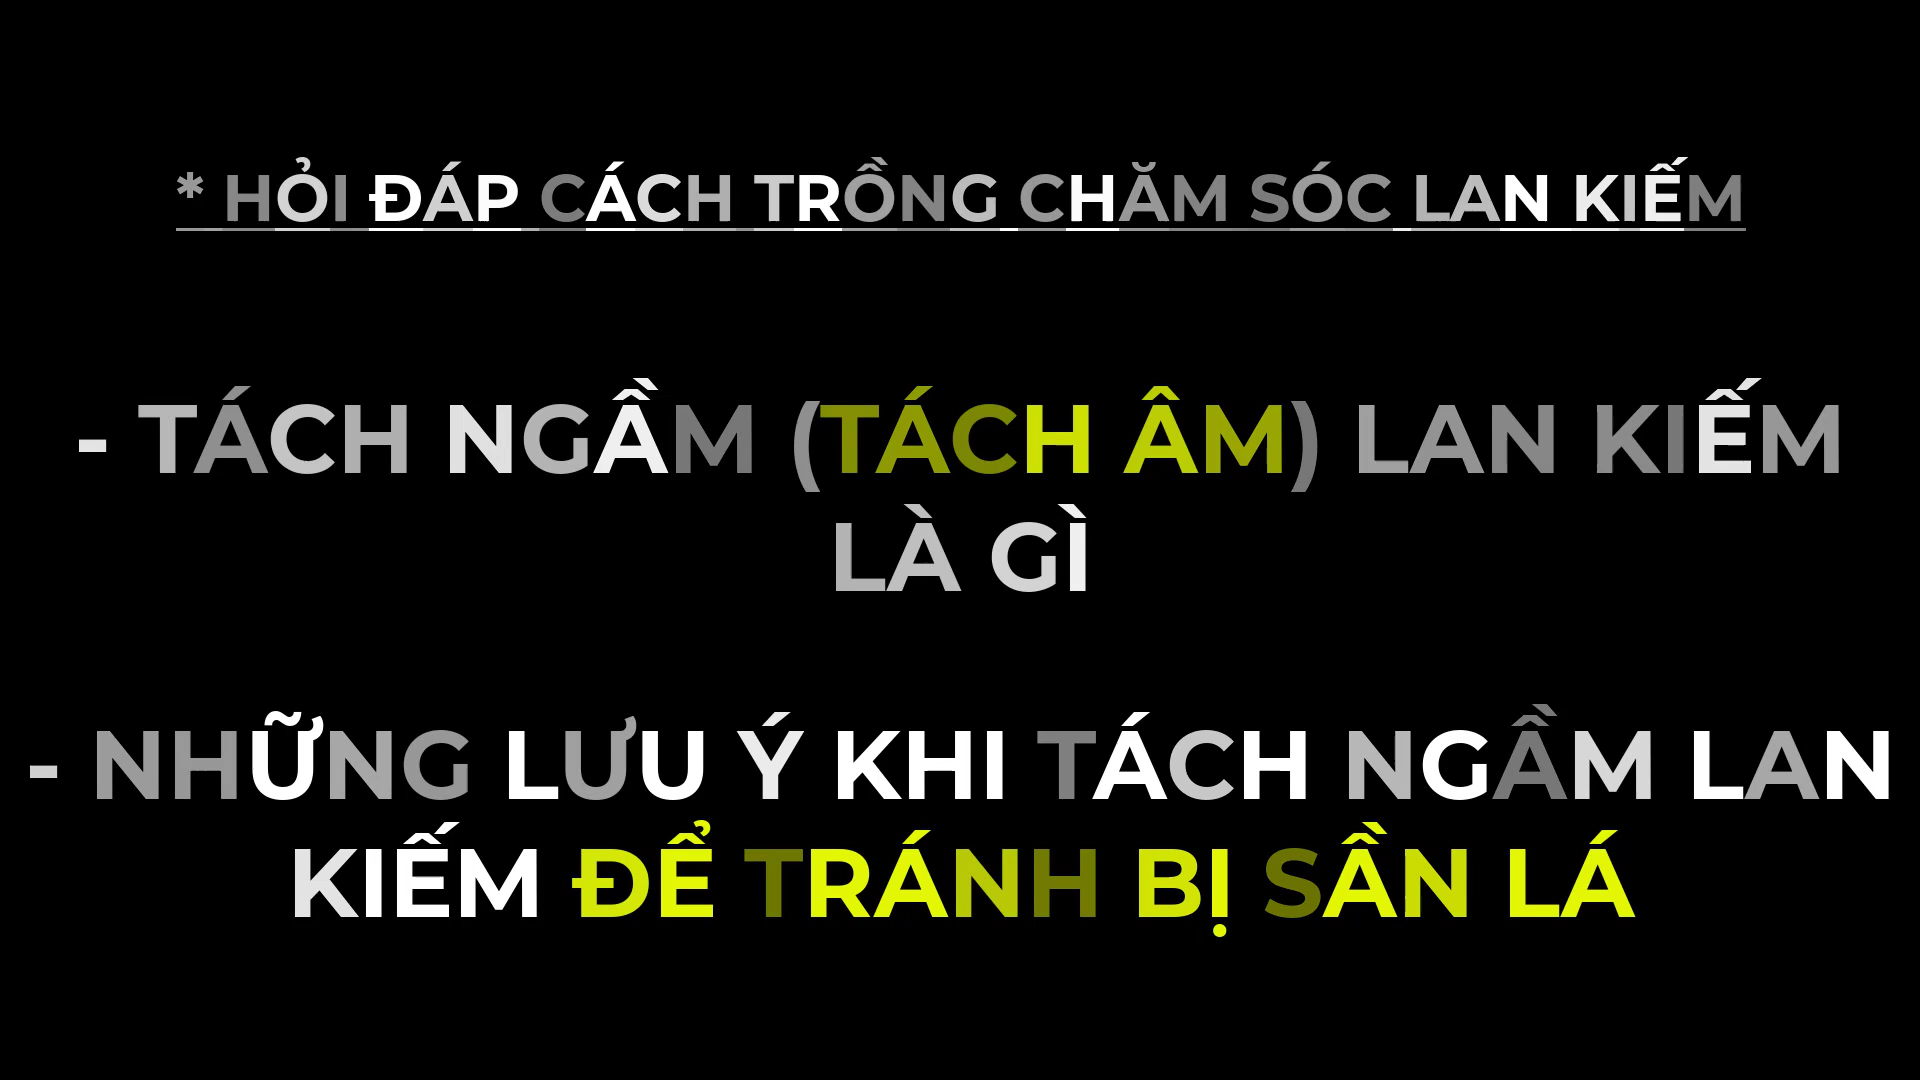 * HỎI ĐÁP CÁCH TRỒNG CHĂM SÓC LAN KIẾM
- TÁCH NGẦM (TÁCH ÂM) LAN KIẾM
LÀ GÌ
- NHỮNG LƯU Ý KHI TÁCH NGẦM LAN
KIẾM ĐỂ TRÁNH BỊ SẦN LÁ